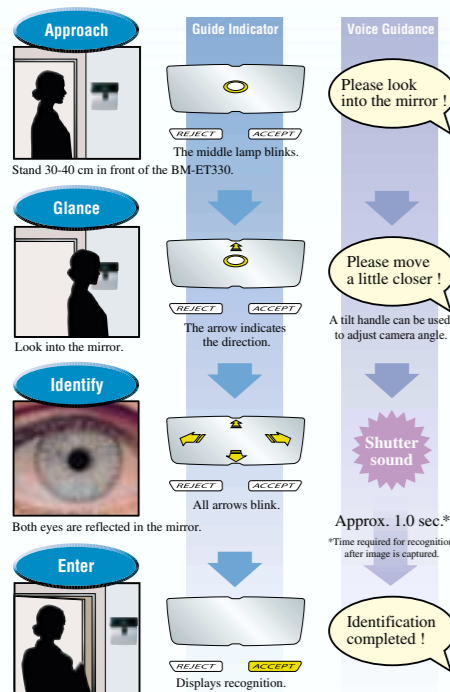 Approach
Guide Indicator
Voice Guidance
Please look
into the mirror !
REJECT
ACCEPT
The middle lamp blinks.
Stand 30-40 cm in front of the BM-ET330.
Glance
Please move
a little closer !
REJECT
ACCEPT
The arrow indicates
the direction.
A tilt handle can be used
to adjust camera angle.
Look into the mirror.
Identify
Shutter
sound
REJECT
ACCEPT
All arrows blink.
Both eyes are reflected in the mirror.
Approx. 1.0 sec.*
*Time required for recognition
after image is captured.
Enter
Identification
completed !
REJECT
ACCEPT
Displays recognition.